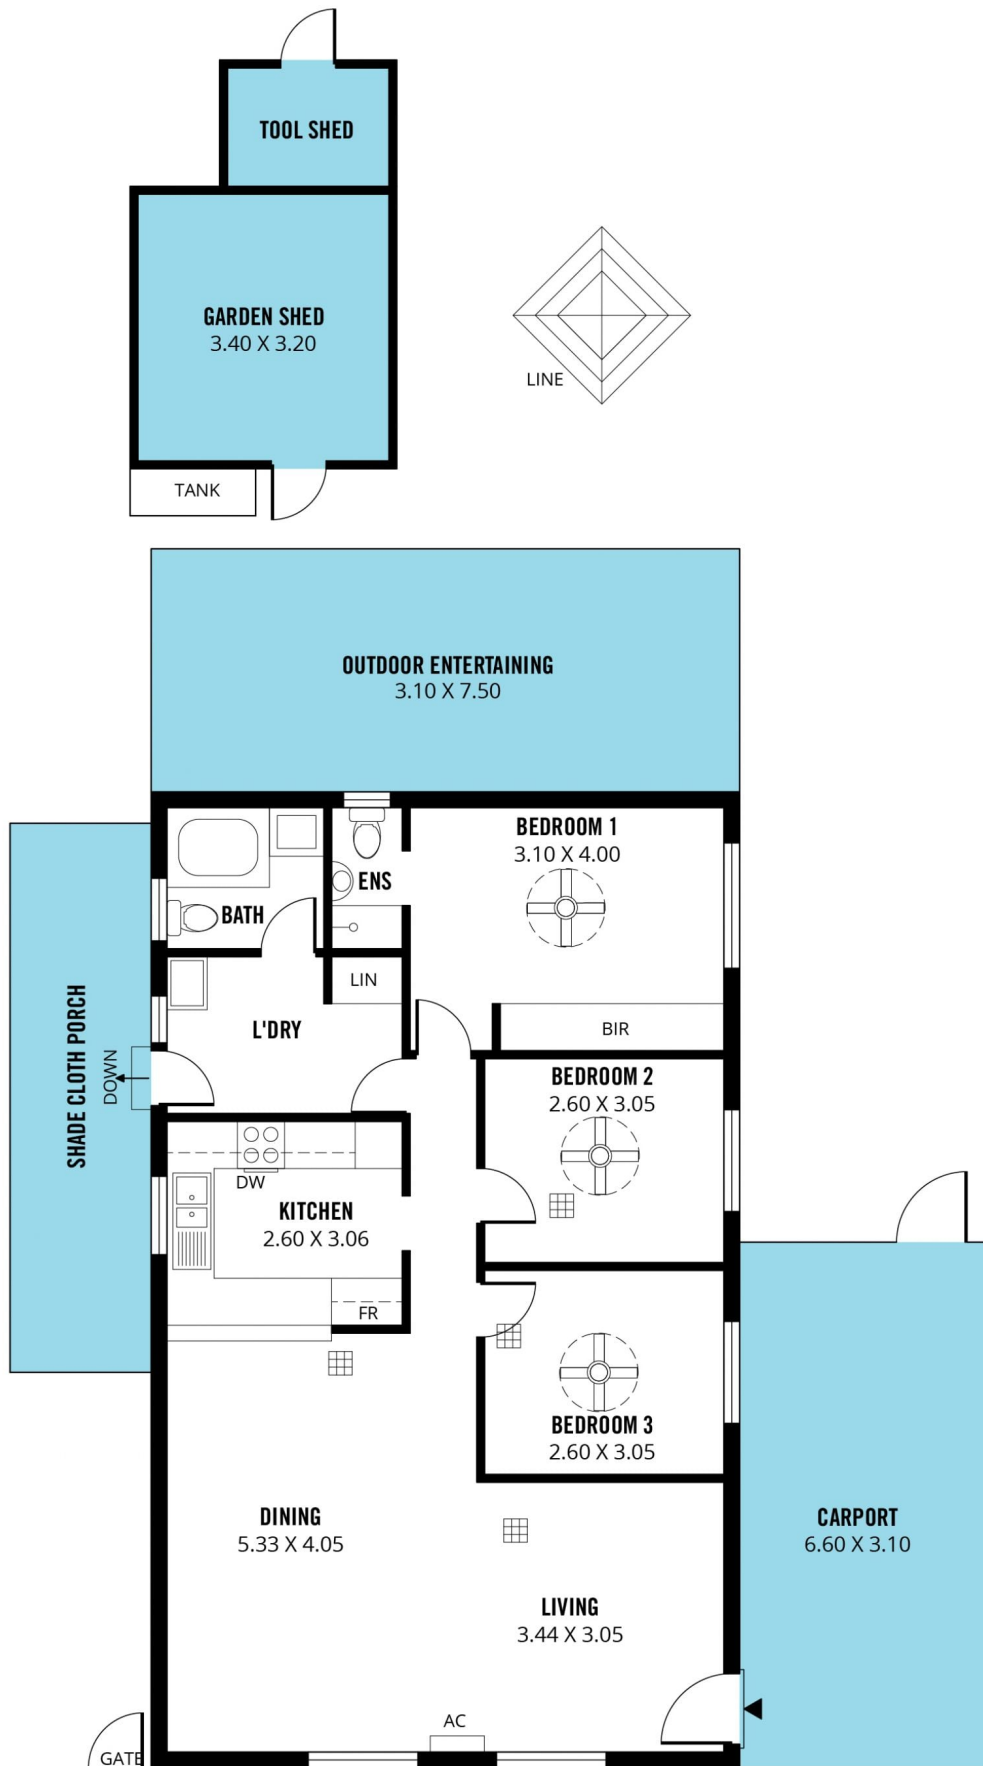 TOOL SHED
GARDEN SHED
3.40 X 3.20
LINE
TANK
OUTDOOR ENTERTAINING
3.10 X 7.50
BEDROOM 1
3.10 X 4.00
ENS
BATH
LIN
L'DRY
BIR
SHADE CLOTH PORCH
DOWN
BEDROOM 2
2.60 X 3.05
DW
KITCHEN
2.60 X 3.06
FR
BEDROOM 3
2.60 X 3.05
DINING
5.33 X 4.05
CARPORT
6.60 X 3.10
LIVING
3.44 X 3.05
AC
GATE